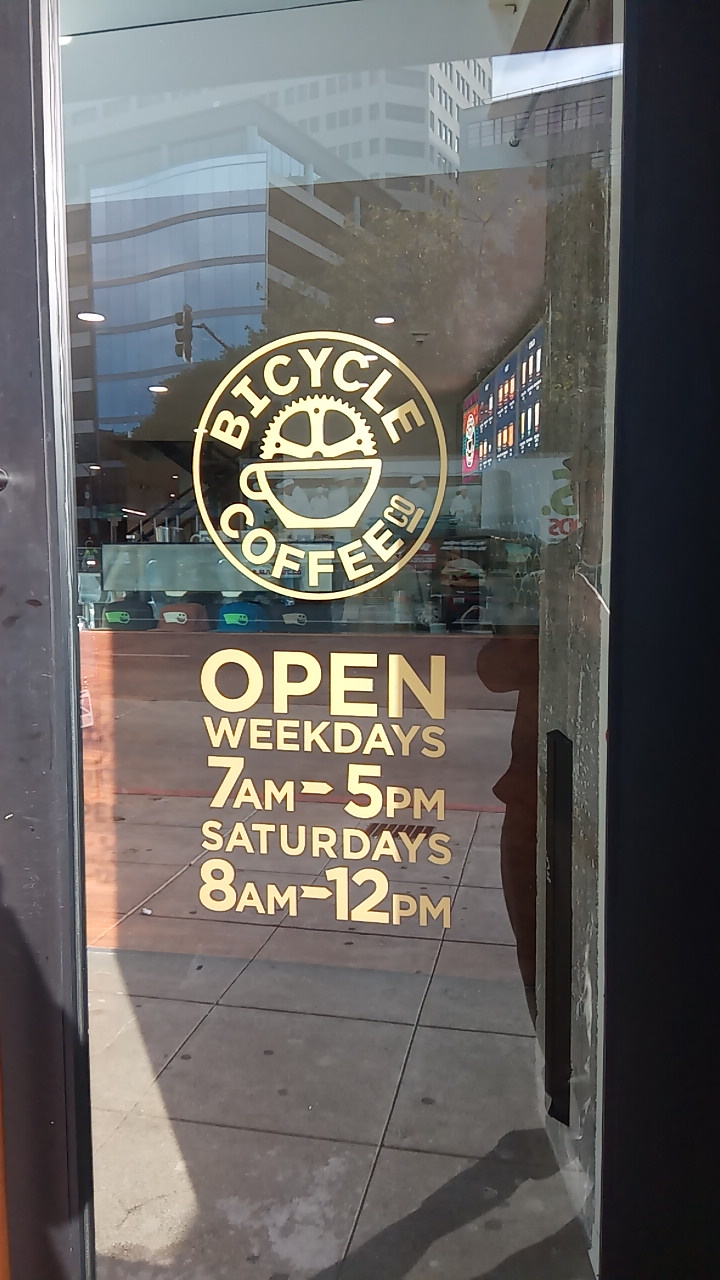 BICYCLE
COFFEE CO
OPEN
WEEKDAYS
7AM-5PM
SATURDAYS
8AM-12PM